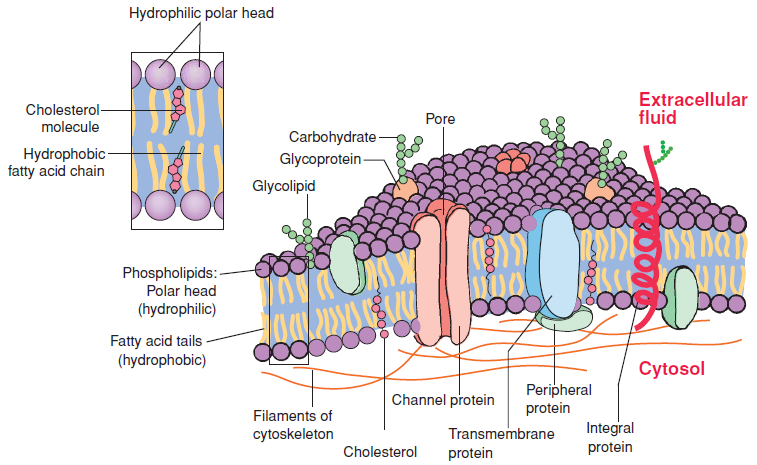 Hydrophilic polar head
Cholesterol
molecule
Hydrophobic
fatty acid chain
Carbohydrate
Glycoprotein
Glycolipid
Pore
Extracellular
fluid
Phospholipids:
Polar head
(hydrophilic)
Fatty acid tails
(hydrophobic)
Filaments of
cytoskeleton
Cholesterol
Channel protein
Transmembrane
protein
Peripheral
protein
Integral
protein
Cytosol